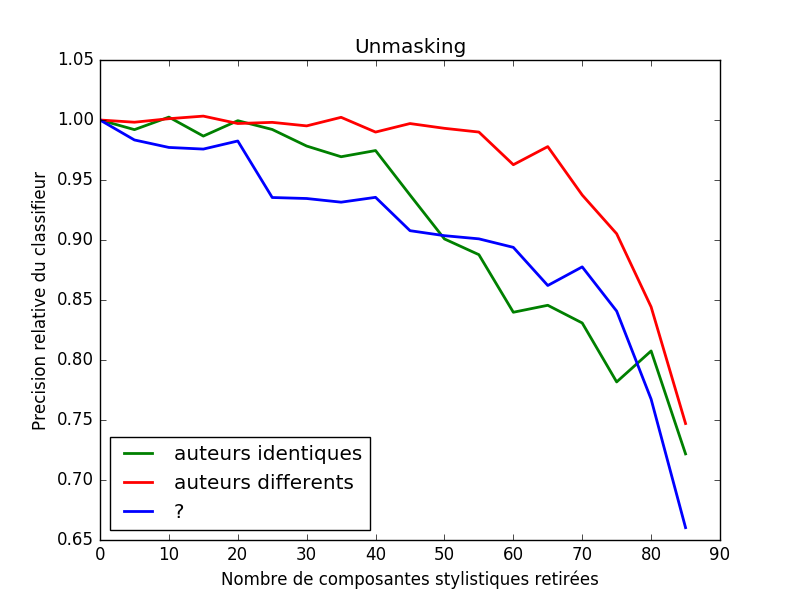 Unmasking
1.05
1.00
0.95
0.90
0.85
0.80
0.75
0.70
0.65
Precision relative du classifieur
auteurs identiques
auteurs differents
?
0 10 20 30 40 50 60 70 80 90
Nombre de composantes stylistiques retirées